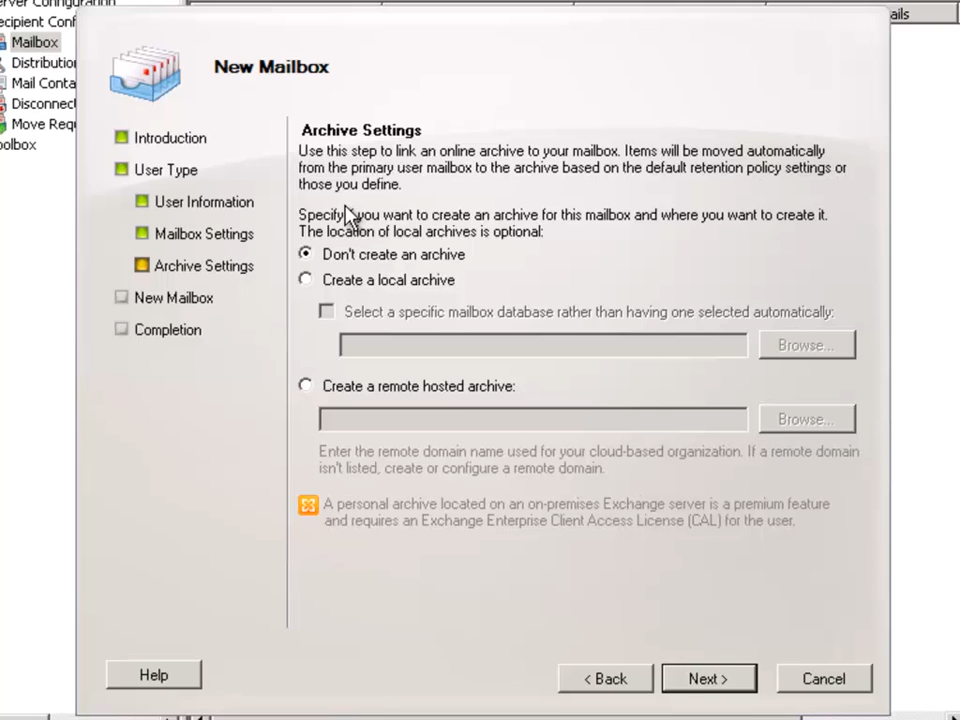 erver Configuration
ails
ecipient Conf
Mailbox
Distributio
Mail Conta
Disconnect
Move Requ
oolbox
New Mailbox
Introduction
User Type
User Information
Mailbox Settings
Archive Settings
New Mailbox
Completion
Archive Settings
Use this step to link an online archive to your mailbox. Items will be moved automatically
from the primary user mailbox to the archive based on the default retention policy settings or
those you define.
Specify if you want to create an archive for this mailbox and where you want to create it.
The location of local archives is optional:
Don't create an archive
Create a local archive
Select a specific mailbox database rather than having one selected automatically:
Browse...
Create a remote hosted archive:
Browse...
Enter the remote domain name used for your cloud-based organization. If a remote domain
isn't listed, create or configure a remote domain.
A personal archive located on an on-premises Exchange server is a premium feature
and requires an Exchange Enterprise Client Access License (CAL) for the user.
Help
< Back
Next >
Cancel